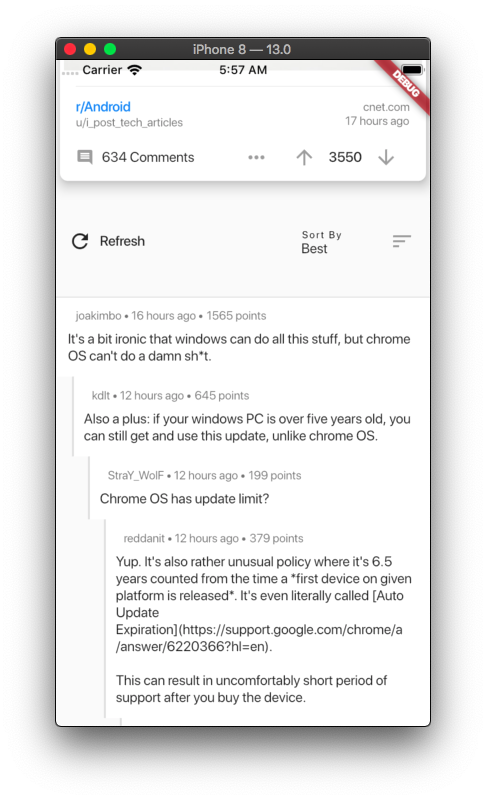 iPhone 8 — 13.0
Carrier 5:57 AM
DEBUG
r/Android cnet.com
u/i_post_tech_articles 17 hours ago
634 Comments 3550
Refresh Sort By
Best
joakimbo • 16 hours ago • 1565 points
It's a bit ironic that windows can do all this stuff, but chrome
OS can't do a damn sh*t.
kdlt • 12 hours ago • 645 points
Also a plus: if your windows PC is over five years old, you
can still get and use this update, unlike chrome OS.
StraY_WolF • 12 hours ago • 199 points
Chrome OS has update limit?
reddanit • 12 hours ago • 379 points
Yup. It's also rather unusual policy where it's 6.5
years counted from the time a *first device on given
platform is released*. It's even literally called [Auto
Update
Expiration](https://support.google.com/chrome/a
/answer/6220366?hl=en).
This can result in uncomfortably short period of
support after you buy the device.